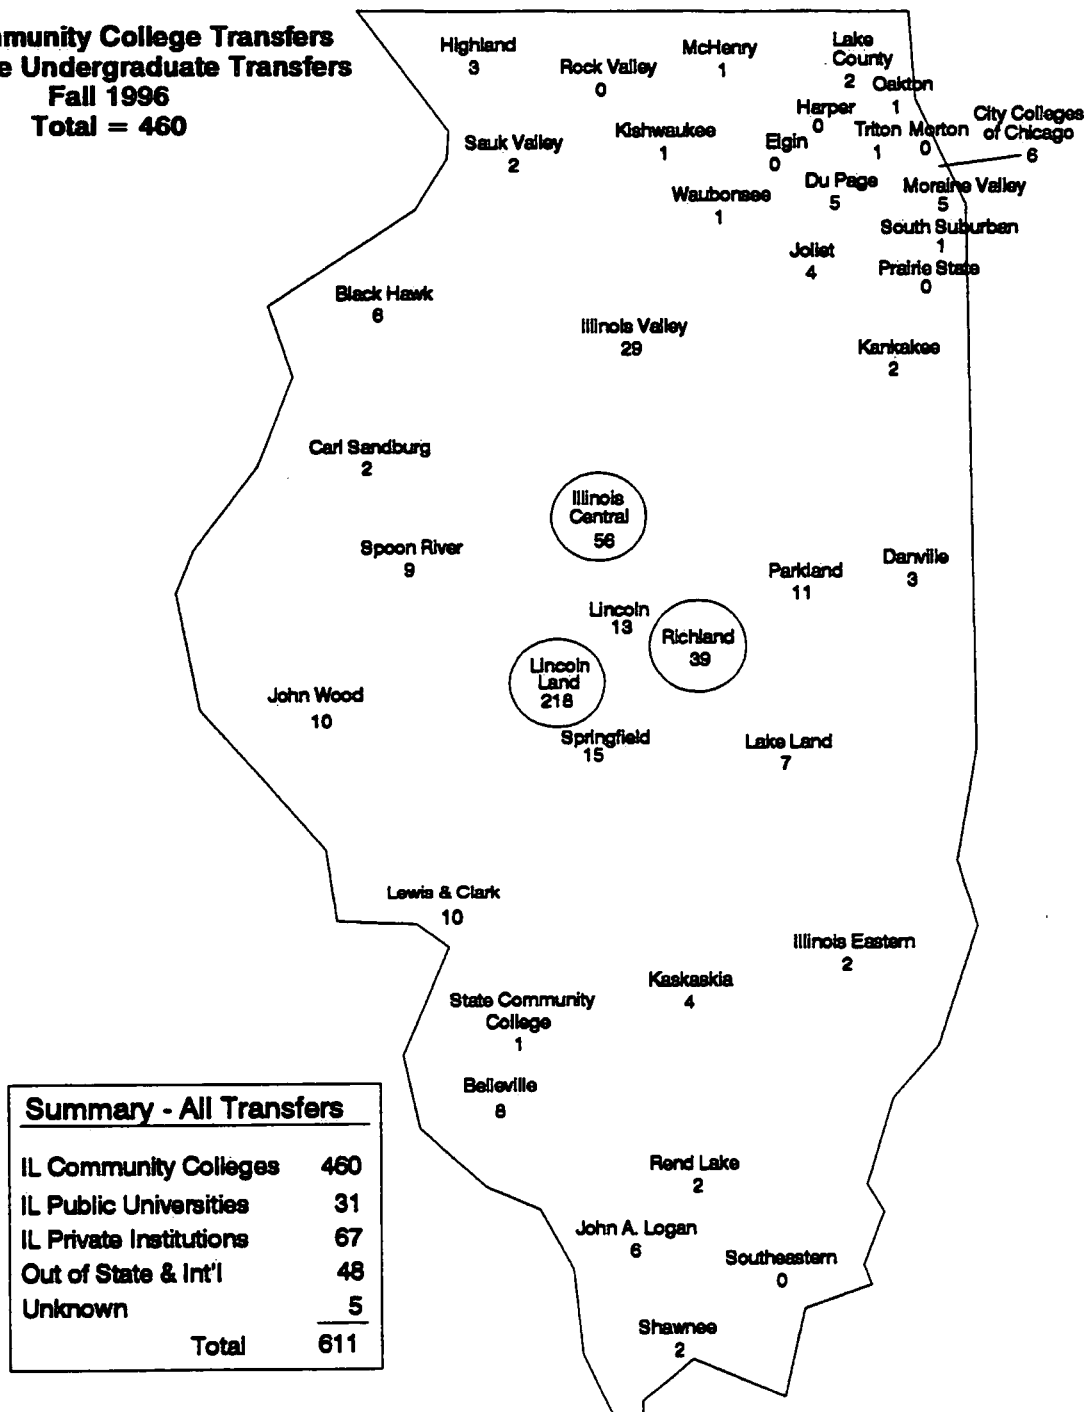 munity College Transfers
e Undergraduate Transfers
Fall 1996
Total = 460
Highland
3
Rock Valley
0
McHenry
1
Lake
County
2
Oakton
1
Harper
0
City Colleges
of Chicago
6
Sauk Valley
2
Kishwaukee
1
Elgin
0
Triton
1
Morton
0
Waubonsee
1
Du Page
5
Moraine Valley
5
South Suburban
1
Joliet
4
Prairie State
0
Black Hawk
6
Illinois Valley
29
Kankakee
2
Carl Sandburg
2
Illinois
Central
56
Spoon River
9
Parkland
11
Danville
3
Lincoln
13
Richland
39
Lincoln
Land
218
John Wood
10
Springfield
15
Lake Land
7
Lewis & Clark
10
Illinois Eastern
2
Kaskaskia
4
State Community
College
1
Belleville
8
Rend Lake
2
John A. Logan
6
Southeastern
0
Shawnee
2
Summary - All Transfers
IL Community Colleges 460
IL Public Universities 31
IL Private Institutions 67
Out of State & Int'l 48
Unknown 5
Total 611